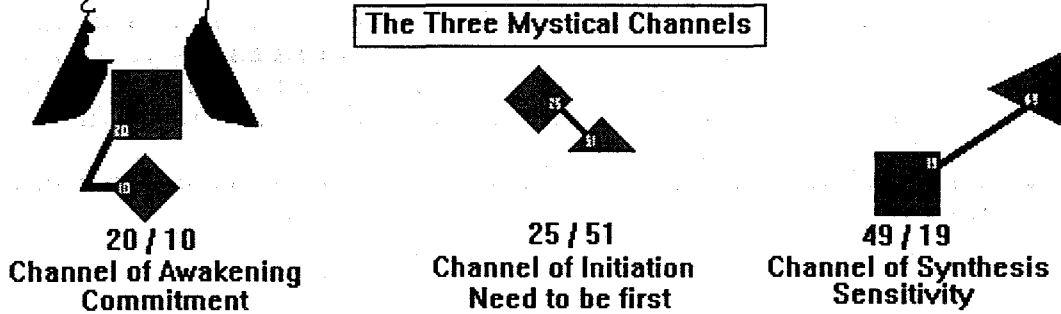 The Three Mystical Channels
20
10
25
51
49
19
20 / 10
Channel of Awakening
Commitment
25 / 51
Channel of Initiation
Need to be first
49 / 19
Channel of Synthesis
Sensitivity